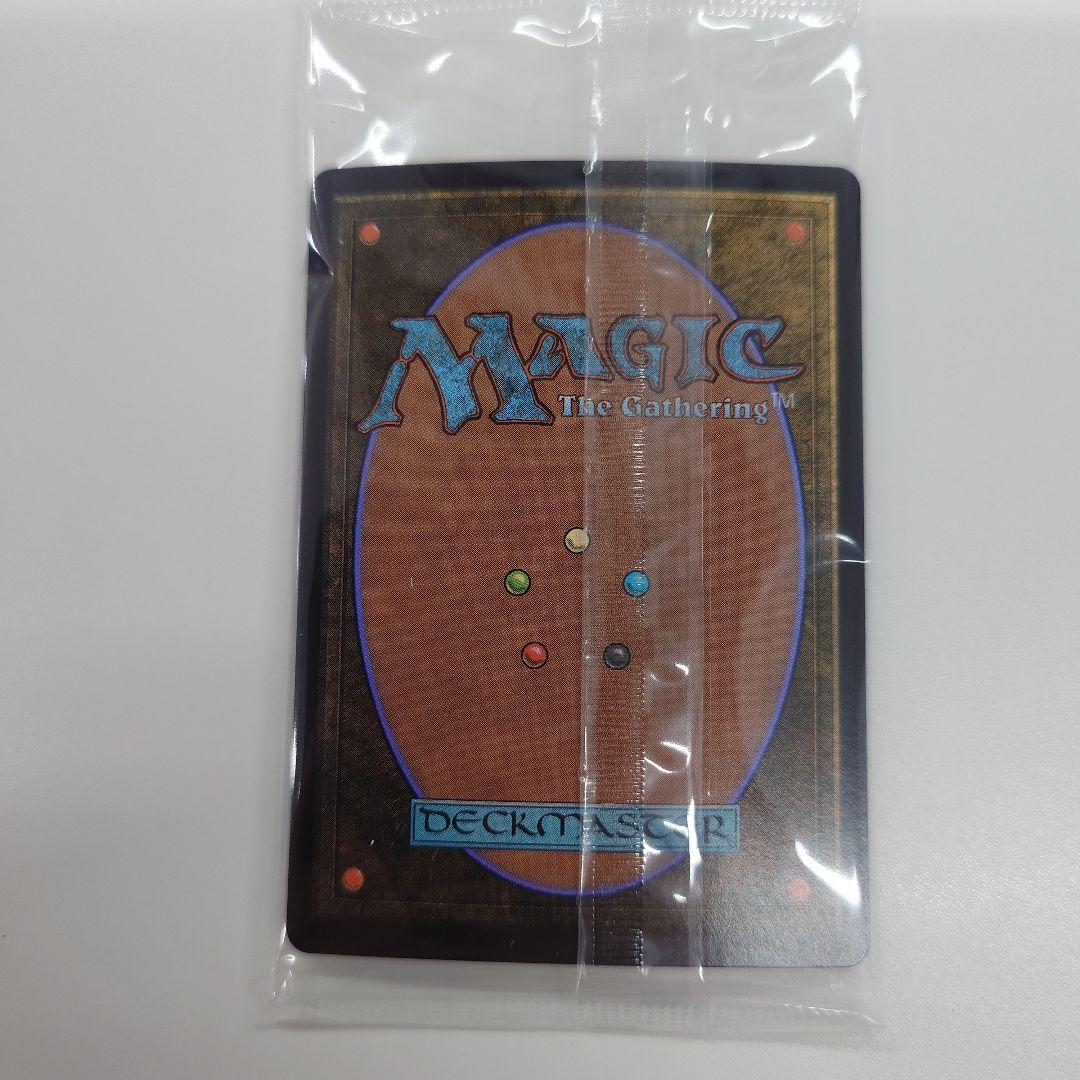 MAGIC
The Gathering™
DECKMASTER